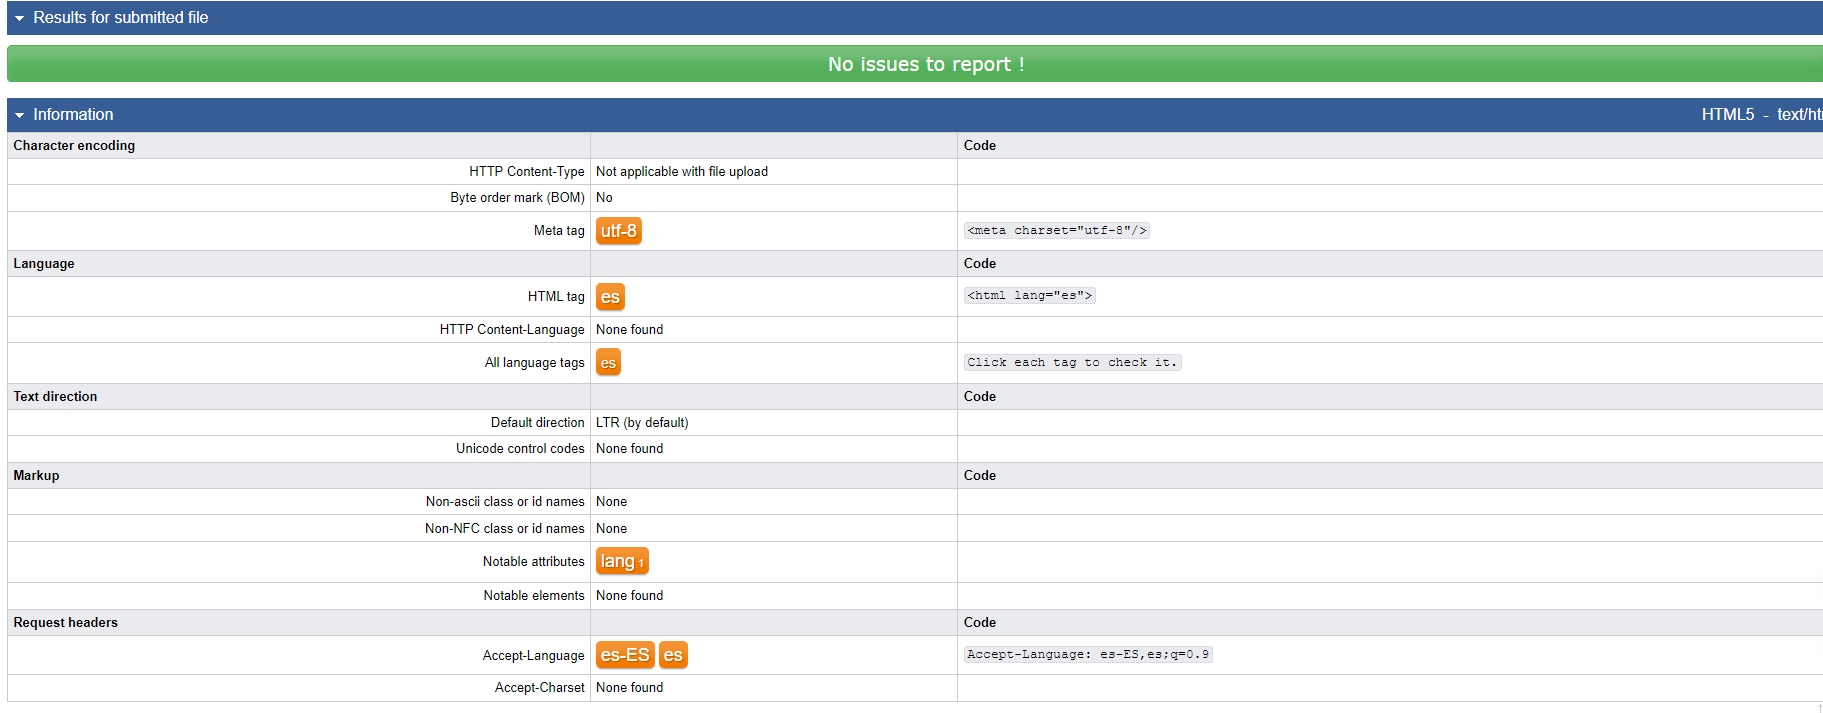 Results for submitted file
No issues to report !
Information HTML5 - text/ht
Character encoding Code
HTTP Content-Type Not applicable with file upload
Byte order mark (BOM) No
Meta tag utf-8 <meta charset="utf-8"/>
Language Code
HTML tag es <html lang="es">
HTTP Content-Language None found
All language tags es Click each tag to check it.
Text direction Code
Default direction LTR (by default)
Unicode control codes None found
Markup Code
Non-ascii class or id names None
Non-NFC class or id names None
Notable attributes lang 1
Notable elements None found
Request headers Code
Accept-Language es-ES es Accept-Language: es-ES,es;q=0.9
Accept-Charset None found